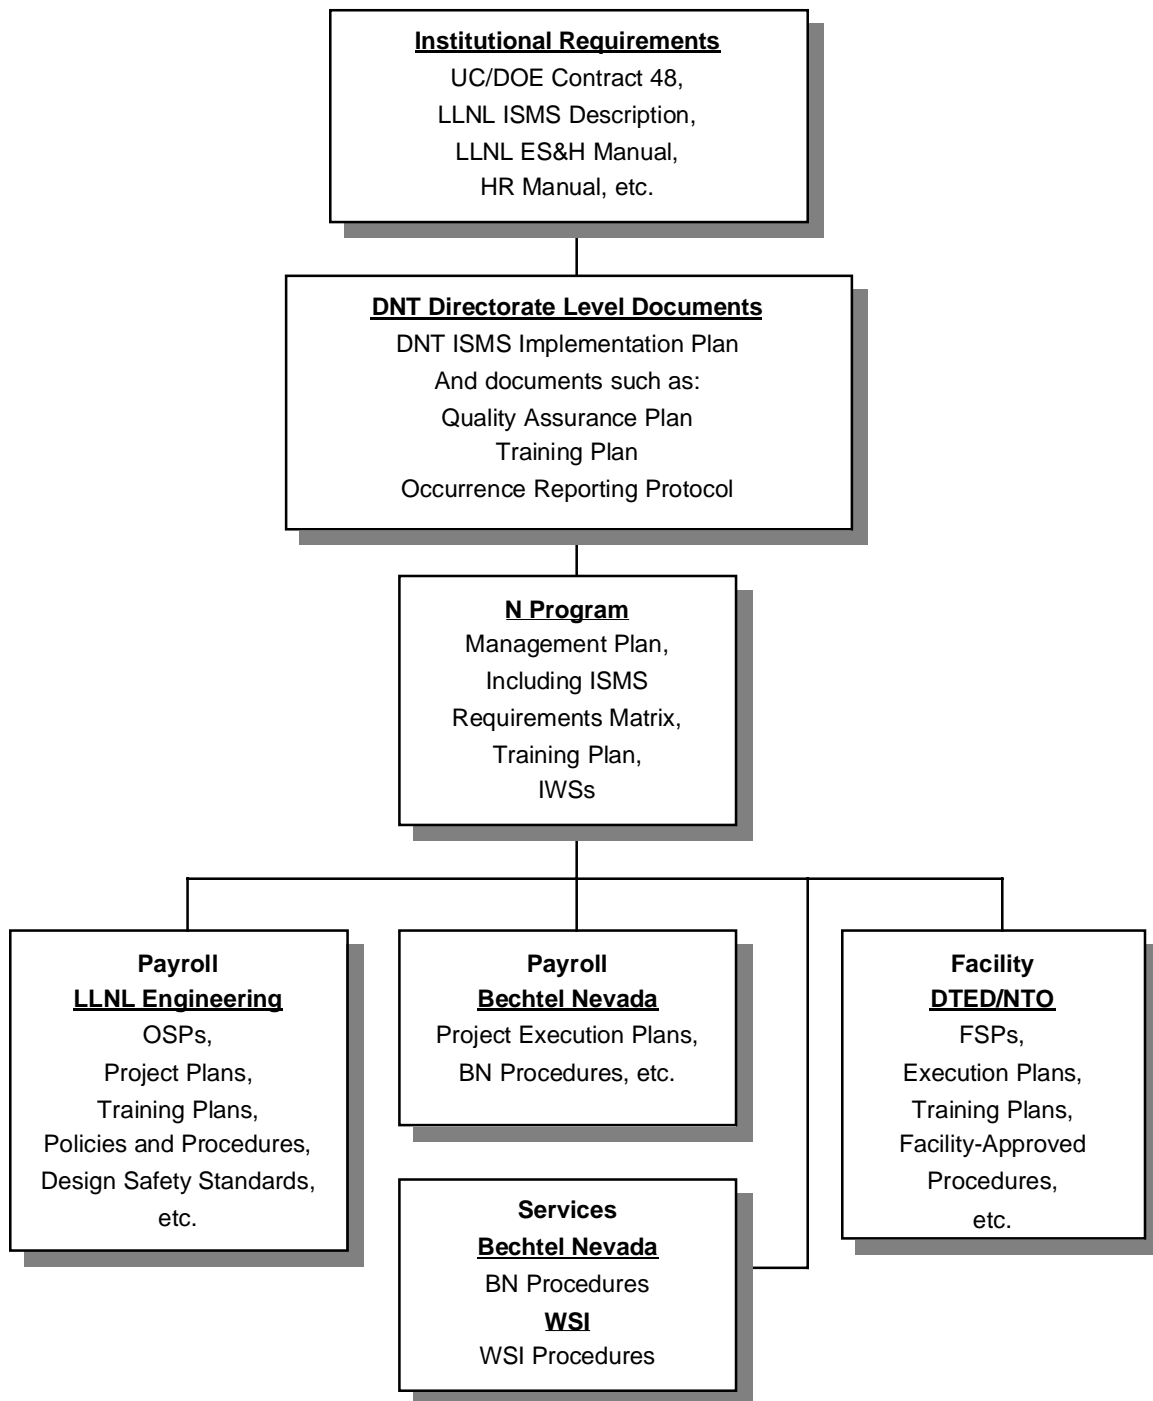 Institutional Requirements
UC/DOE Contract 48,
LLNL ISMS Description,
LLNL ES&H Manual,
HR Manual, etc.
DNT Directorate Level Documents
DNT ISMS Implementation Plan
And documents such as:
Quality Assurance Plan
Training Plan
Occurrence Reporting Protocol
N Program
Management Plan,
Including ISMS
Requirements Matrix,
Training Plan,
IWSs
Payroll
LLNL Engineering
OSPs,
Project Plans,
Training Plans,
Policies and Procedures,
Design Safety Standards,
etc.
Payroll
Bechtel Nevada
Project Execution Plans,
BN Procedures, etc.
Services
Bechtel Nevada
BN Procedures
WSI
WSI Procedures
Facility
DTED/NTO
FSPs,
Execution Plans,
Training Plans,
Facility-Approved
Procedures,
etc.